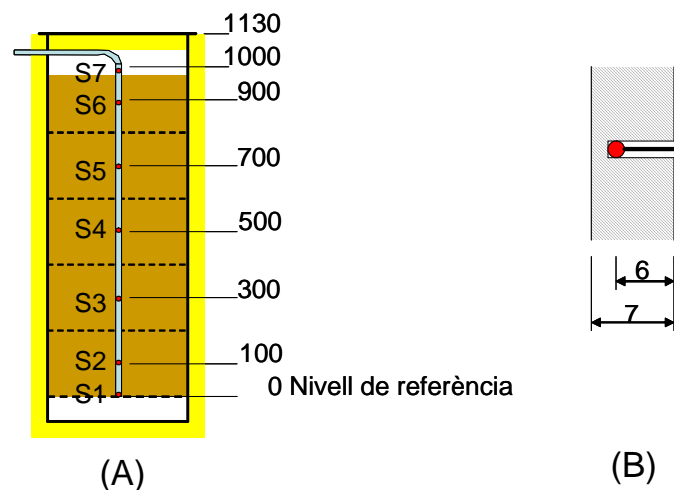 1130
S7 1000
S6 900
S5 700
S4 500
S3 300
S2 100
S1 0 Nivell de referència
(A)
6
7
(B)